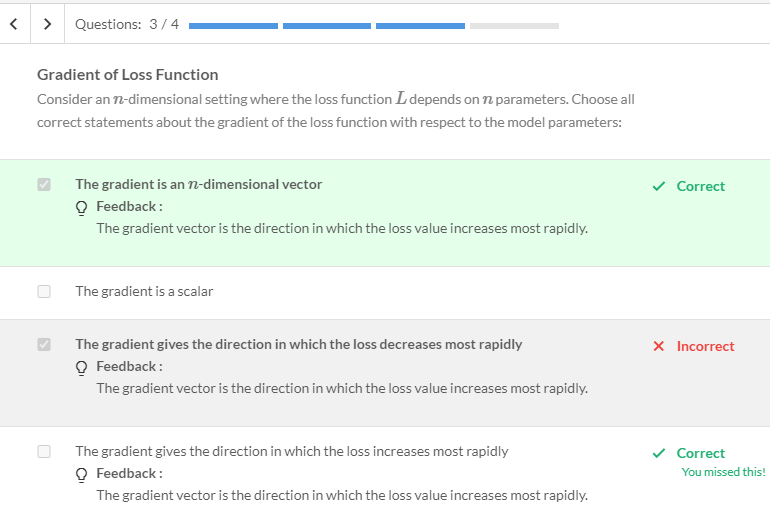 Questions: 3 / 4
Gradient of Loss Function
Consider an n-dimensional setting where the loss function L depends on n parameters. Choose all
correct statements about the gradient of the loss function with respect to the model parameters:
The gradient is an n-dimensional vector
Correct
Feedback :
The gradient vector is the direction in which the loss value increases most rapidly.
The gradient is a scalar
The gradient gives the direction in which the loss decreases most rapidly
Incorrect
Feedback :
The gradient vector is the direction in which the loss value increases most rapidly.
The gradient gives the direction in which the loss increases most rapidly
Correct
You missed this!
Feedback :
The gradient vector is the direction in which the loss value increases most rapidly.